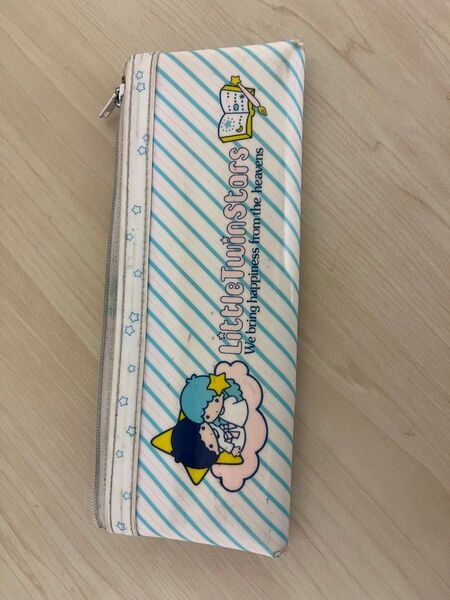 LittleTwinStars
We bring happiness from the heavens